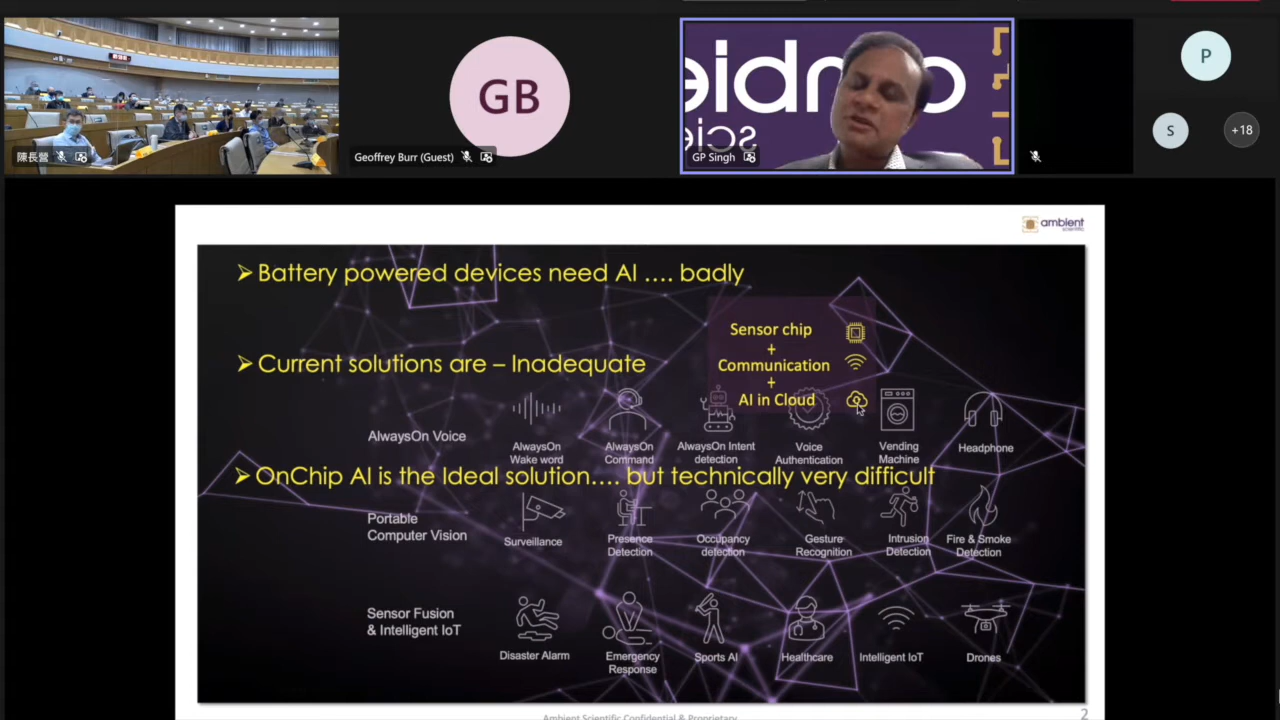 陳長營
GB
Geoffrey Burr (Guest)
GP Singh
P
S
+18
ambient
scientific
➢Battery powered devices need AI .... badly
Sensor chip
+
Communication
+
AI in Cloud
➢Current solutions are – Inadequate
AlwaysOn Voice
AlwaysOn
Wake word
AlwaysOn
Command
AlwaysOn Intent
detection
Voice
Authentication
Vending
Machine
Headphone
➢OnChip AI is the Ideal solution.... but technically very difficult
Portable
Computer Vision
Surveillance
Presence
Detection
Occupancy
detection
Gesture
Recognition
Intrusion
Detection
Fire & Smoke
Detection
Sensor Fusion
& Intelligent IoT
Disaster Alarm
Emergency
Response
Sports AI
Healthcare
Intelligent IoT
Drones
Ambient Scientific Confidential & Proprietary
2